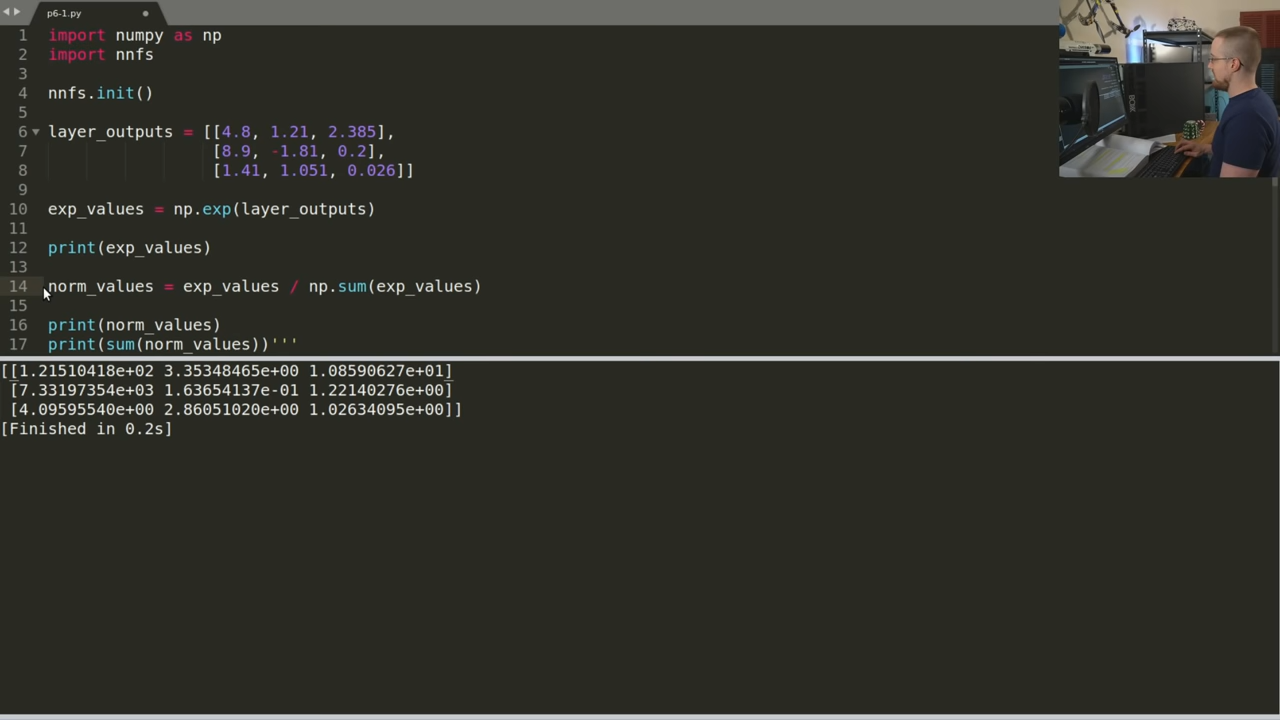 p6-1.py
1 import numpy as np
2 import nnfs
3
4 nnfs.init()
5
6 layer_outputs = [[4.8, 1.21, 2.385],
7 [8.9, -1.81, 0.2],
8 [1.41, 1.051, 0.026]]
9
10 exp_values = np.exp(layer_outputs)
11
12 print(exp_values)
13
14 norm_values = exp_values / np.sum(exp_values)
15
16 print(norm_values)
17 print(sum(norm_values))'''
[[1.21510418e+02 3.35348465e+00 1.08590627e+01]
[7.33197354e+03 1.63654137e-01 1.22140276e+00]
[4.09595540e+00 2.86051020e+00 1.02634095e+00]]
[Finished in 0.2s]